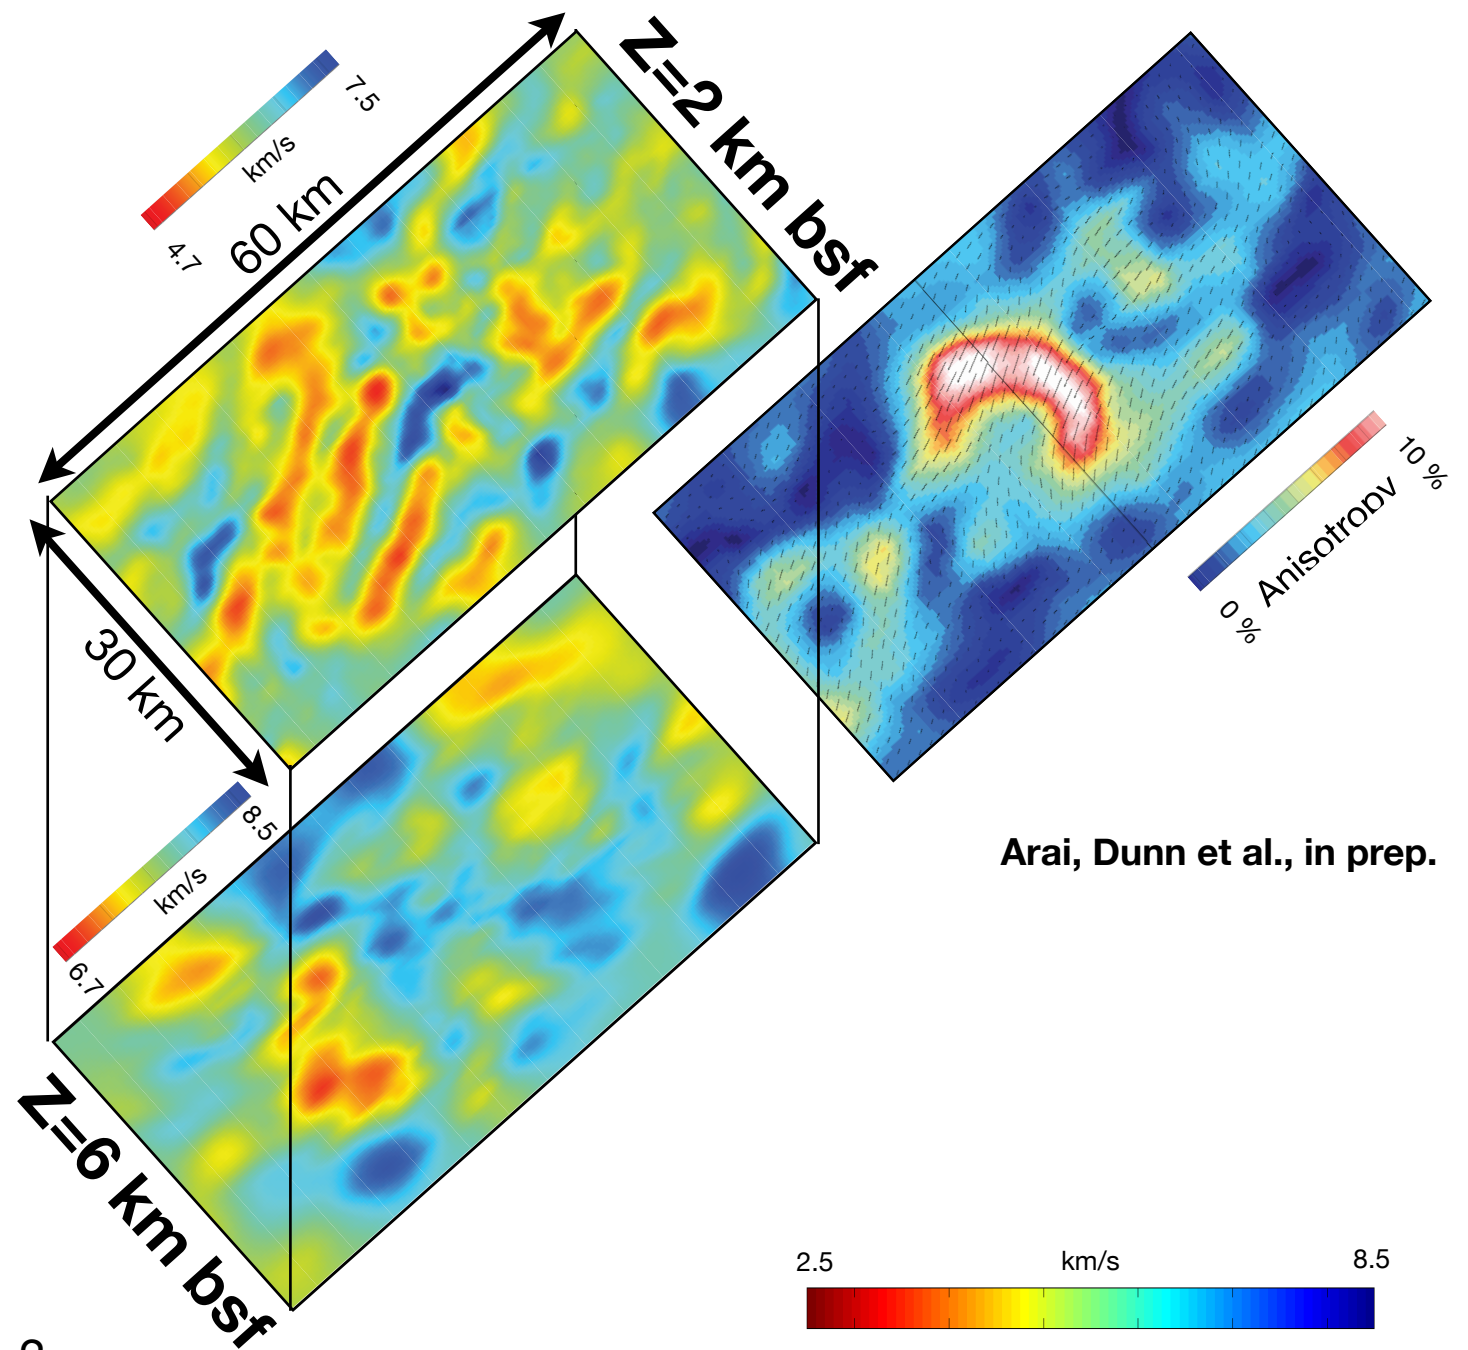 Z=2 km bsf
7.5
km/s
4.7
60 km
30 km
10 %
Anisotropy
0 %
8.5
km/s
6.7
Arai, Dunn et al., in prep.
Z=6 km bsf
2.5 km/s 8.5